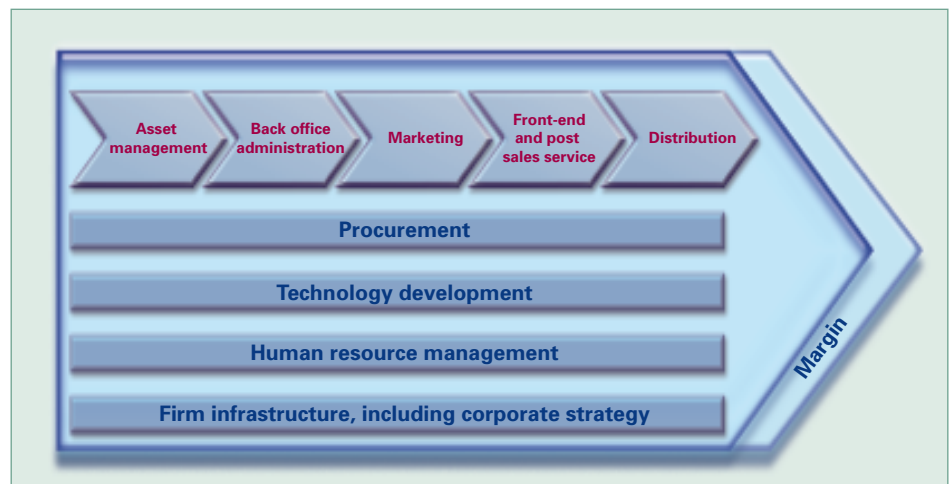 Asset
management
Back office
administration
Marketing
Front-end
and post
sales service
Distribution
Procurement
Technology development
Human resource management
Firm infrastructure, including corporate strategy
Margin